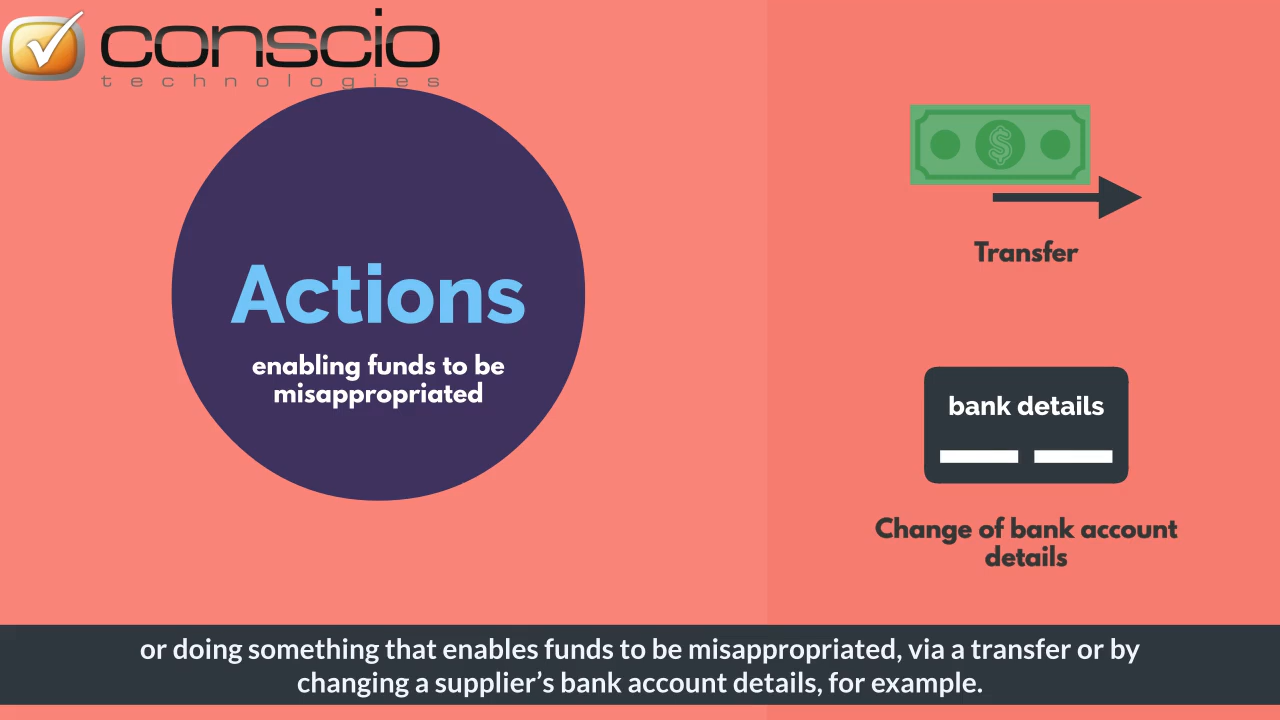 conscio
technologies
Actions
enabling funds to be
misappropriated
$
Transfer
bank details
Change of bank account
details
or doing something that enables funds to be misappropriated, via a transfer or by
changing a supplier’s bank account details, for example.